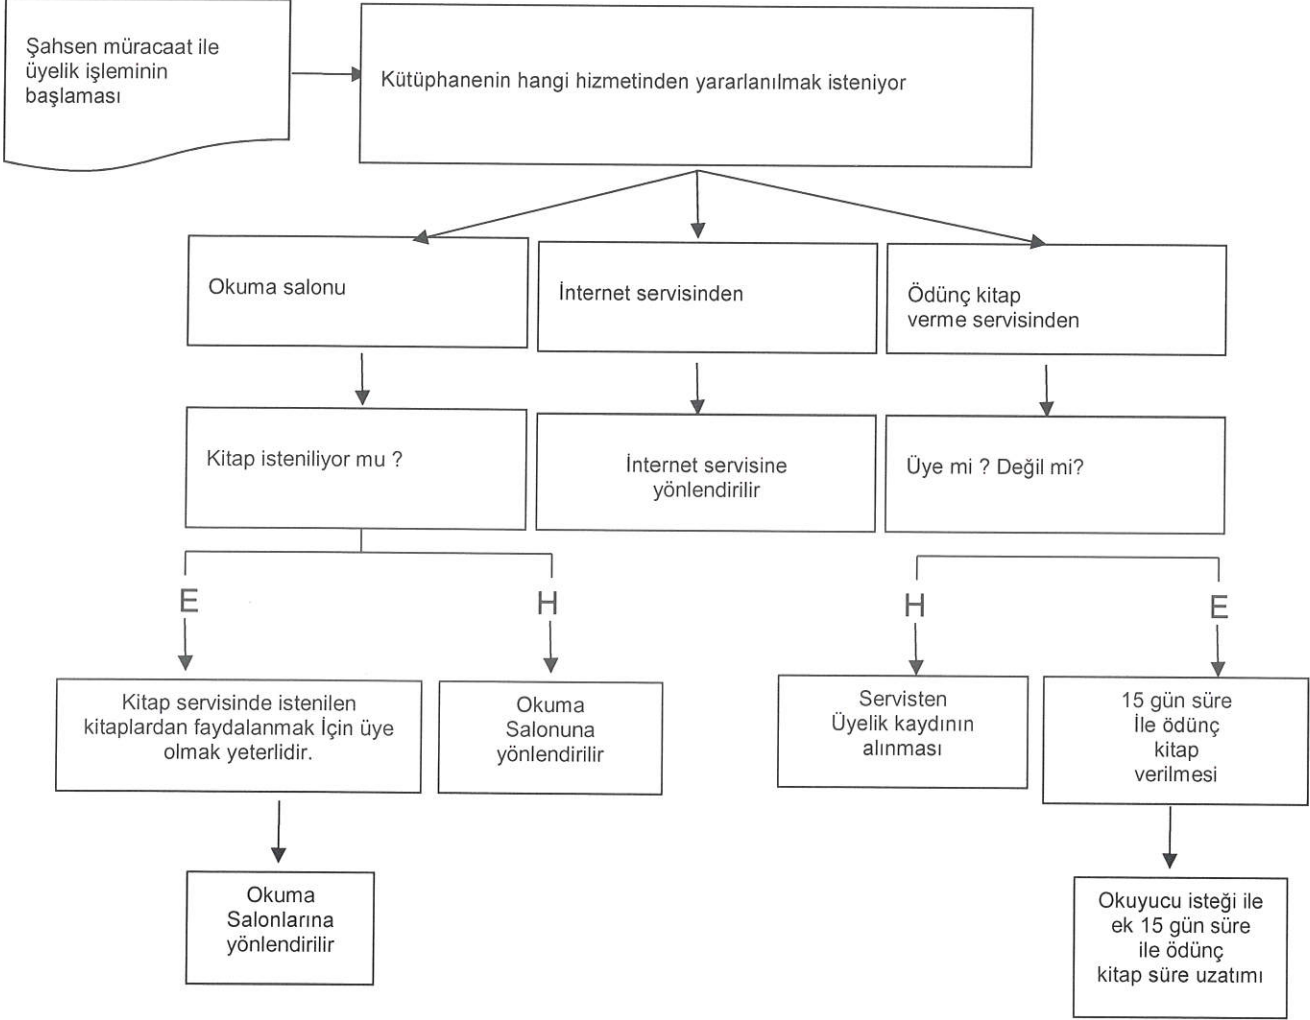 Şahsen müracaat ile
üyelik işleminin
başlaması
Kütüphanenin hangi hizmetinden yararlanılmak isteniyor
Okuma salonu
İnternet servisinden
Ödünç kitap
verme servisinden
Kitap isteniliyor mu ?
İnternet servisine
yönlendirilir
Üye mi ? Değil mi?
E
H
H
E
Kitap servisinde istenilen
kitaplardan faydalanmak İçin üye
olmak yeterlidir.
Okuma
Salonuna
yönlendirilir
Servisten
Üyelik kaydının
alınması
15 gün süre
İle ödünç
kitap
verilmesi
Okuma
Salonlarına
yönlendirilir
Okuyucu isteği ile
ek 15 gün süre
ile ödünç
kitap süre uzatımı